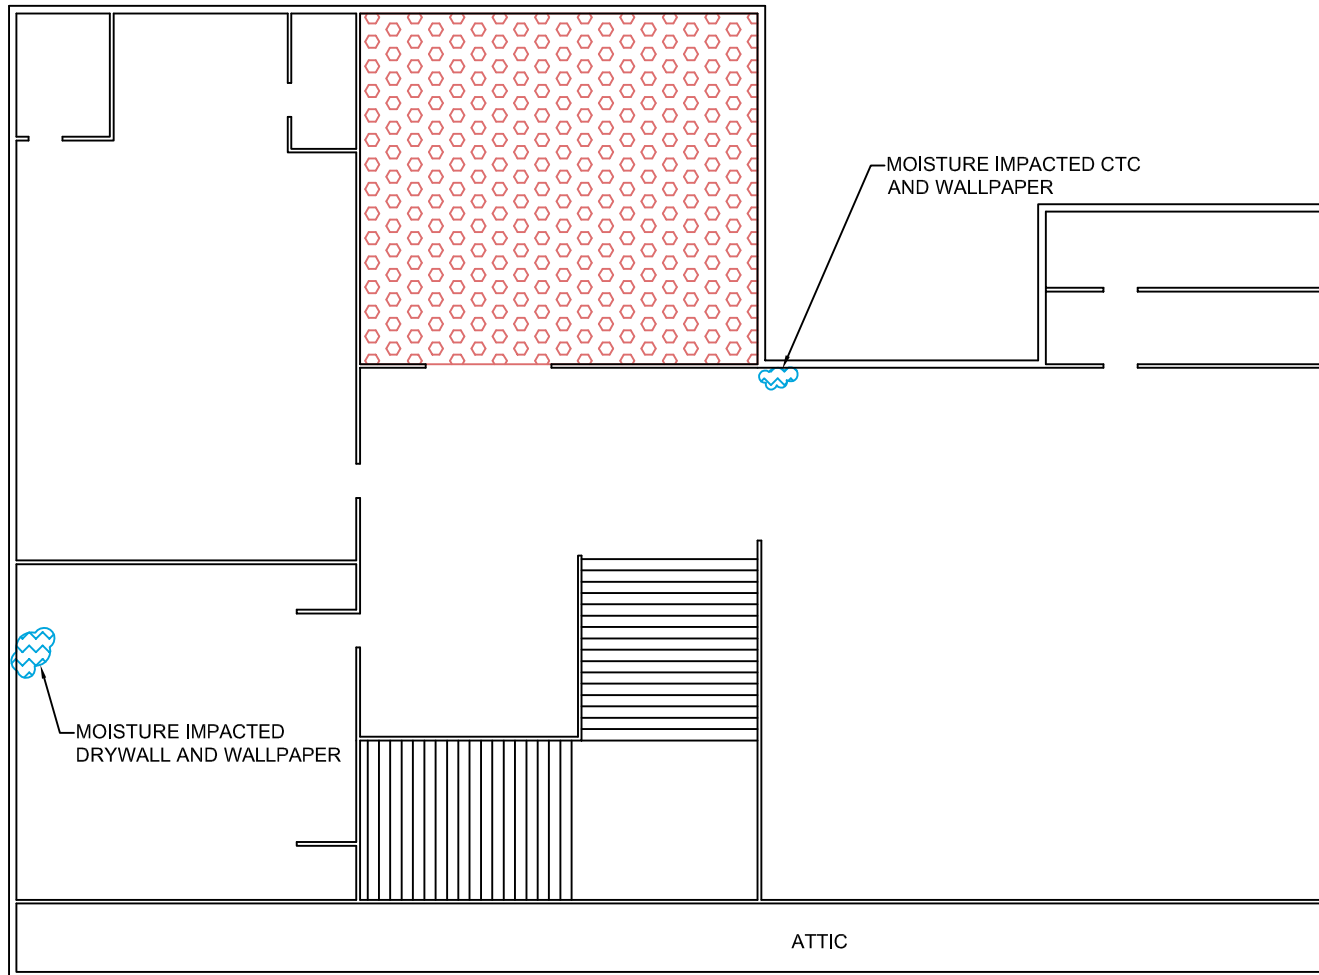 MOISTURE IMPACTED CTC
AND WALLPAPER
MOISTURE IMPACTED
DRYWALL AND WALLPAPER
ATTIC